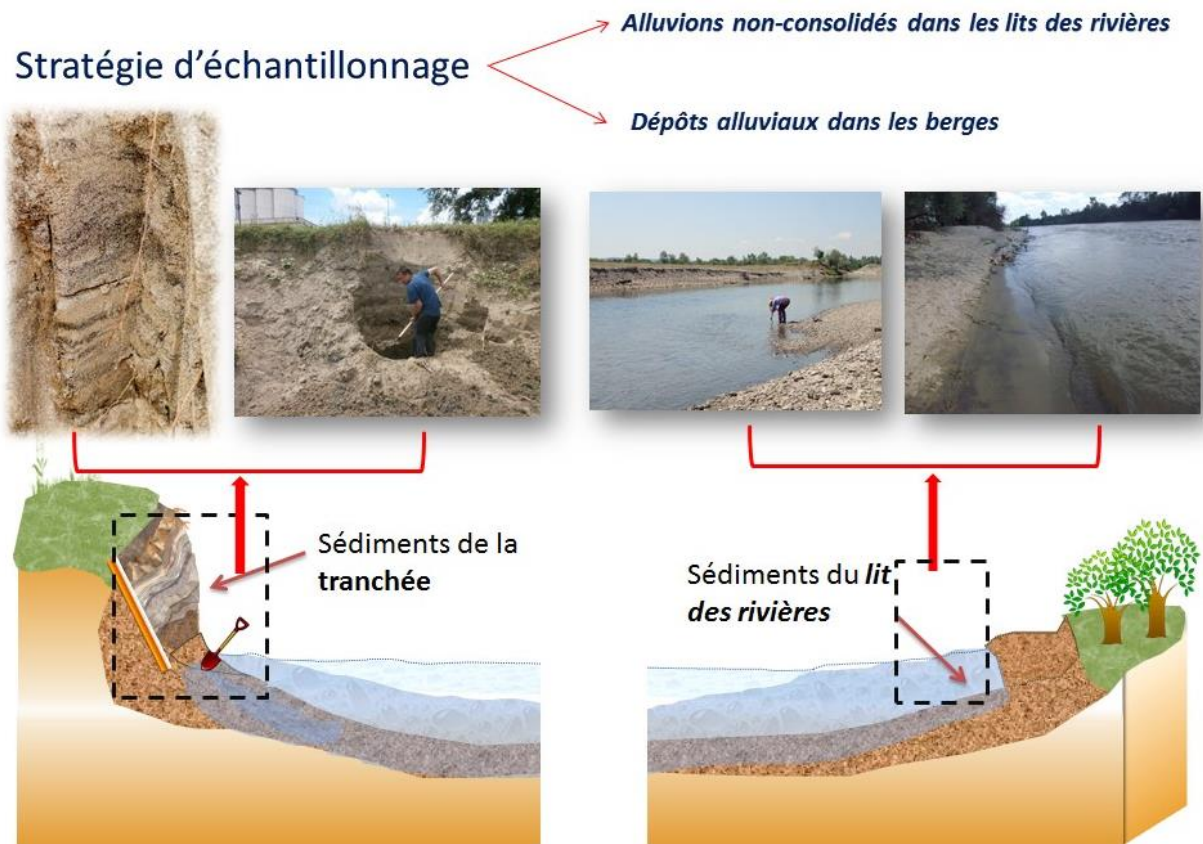 Alluvions non-consolidés dans les lits des rivières
Stratégie d'échantillonnage
Dépôts alluviaux dans les berges
Sédiments de la
tranchée
Sédiments du lit
des rivières